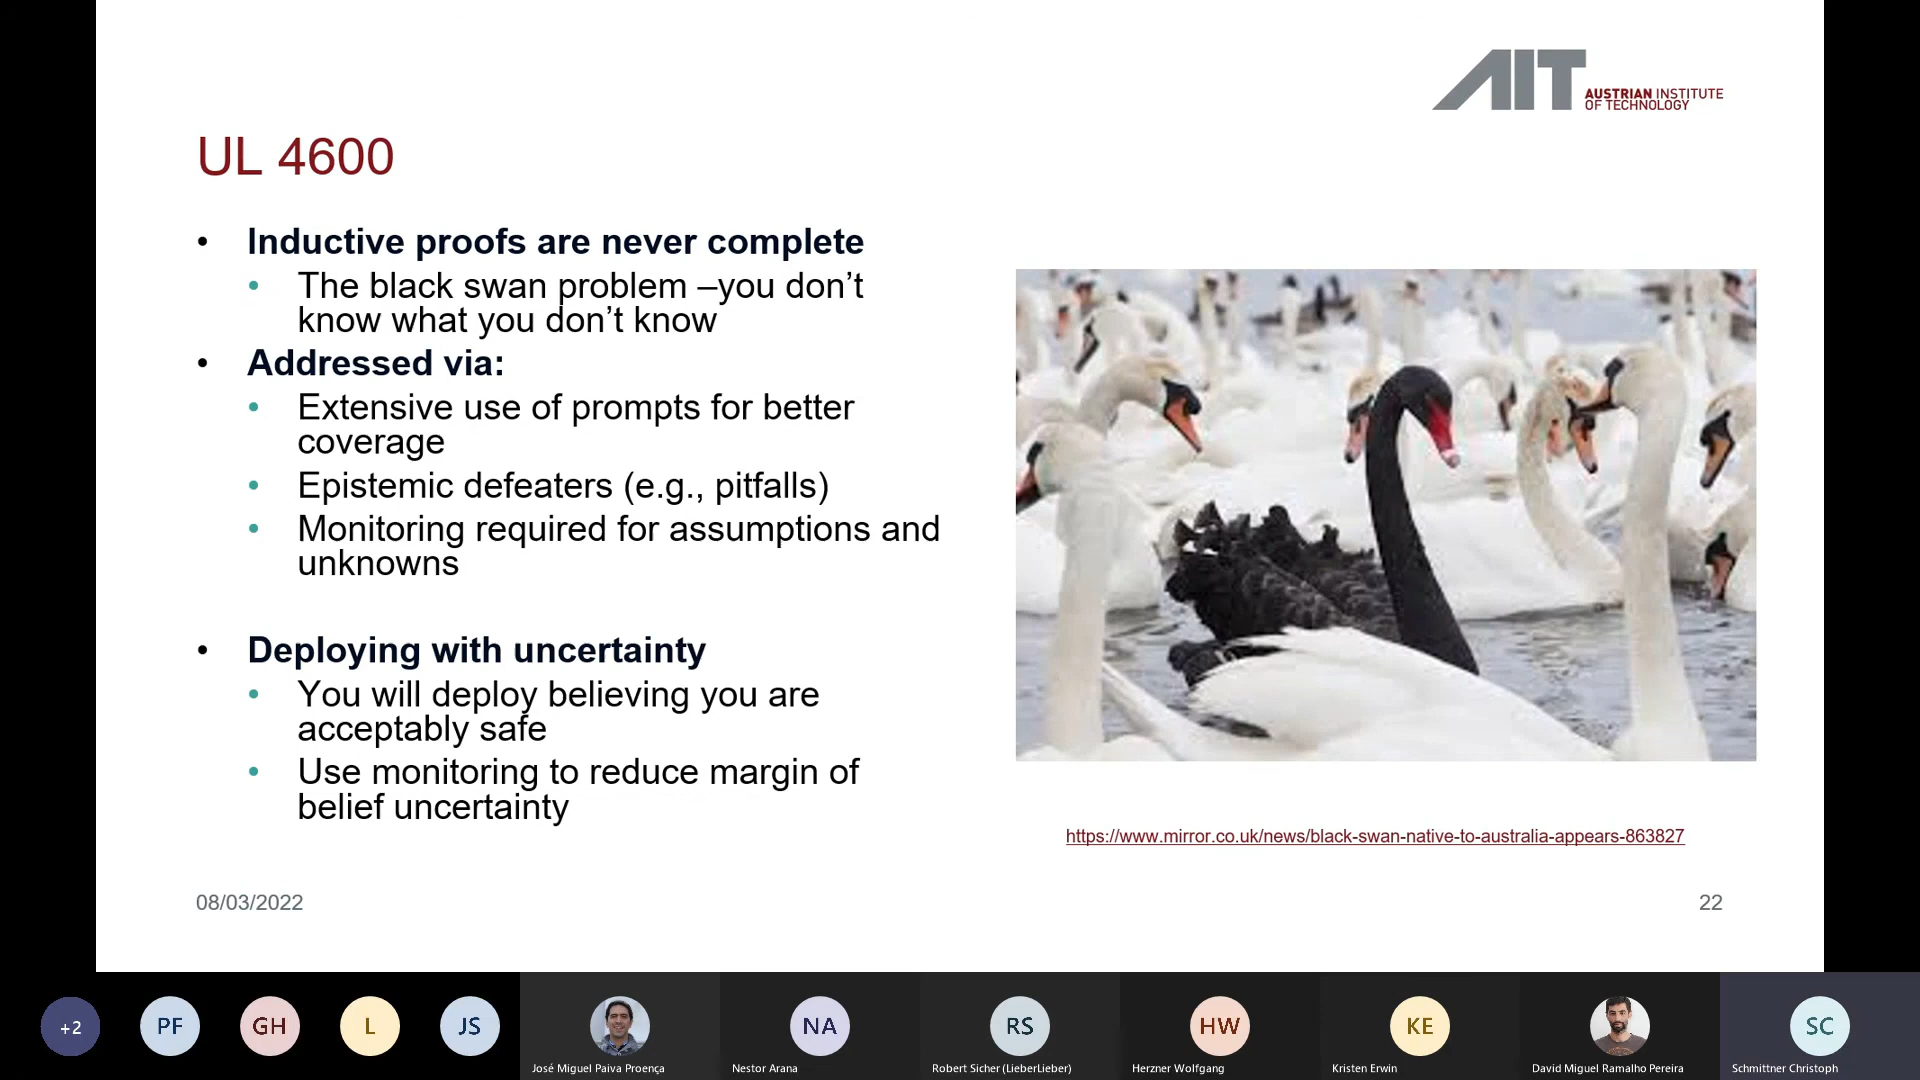 AIT AUSTRIAN INSTITUTE
OF TECHNOLOGY
UL 4600
• Inductive proofs are never complete
• The black swan problem –you don’t
know what you don’t know
• Addressed via:
• Extensive use of prompts for better
coverage
• Epistemic defeaters (e.g., pitfalls)
• Monitoring required for assumptions and
unknowns
• Deploying with uncertainty
• You will deploy believing you are
acceptably safe
• Use monitoring to reduce margin of
belief uncertainty
https://www.mirror.co.uk/news/black-swan-native-to-australia-appears-863827
08/03/2022
22
+2
PF
GH
L
JS
José Miguel Paiva Proença
NA
Nestor Arana
RS
Robert Sicher (LieberLieber)
HW
Herzner Wolfgang
KE
Kristen Erwin
David Miguel Ramalho Pereira
SC
Schmittner Christoph